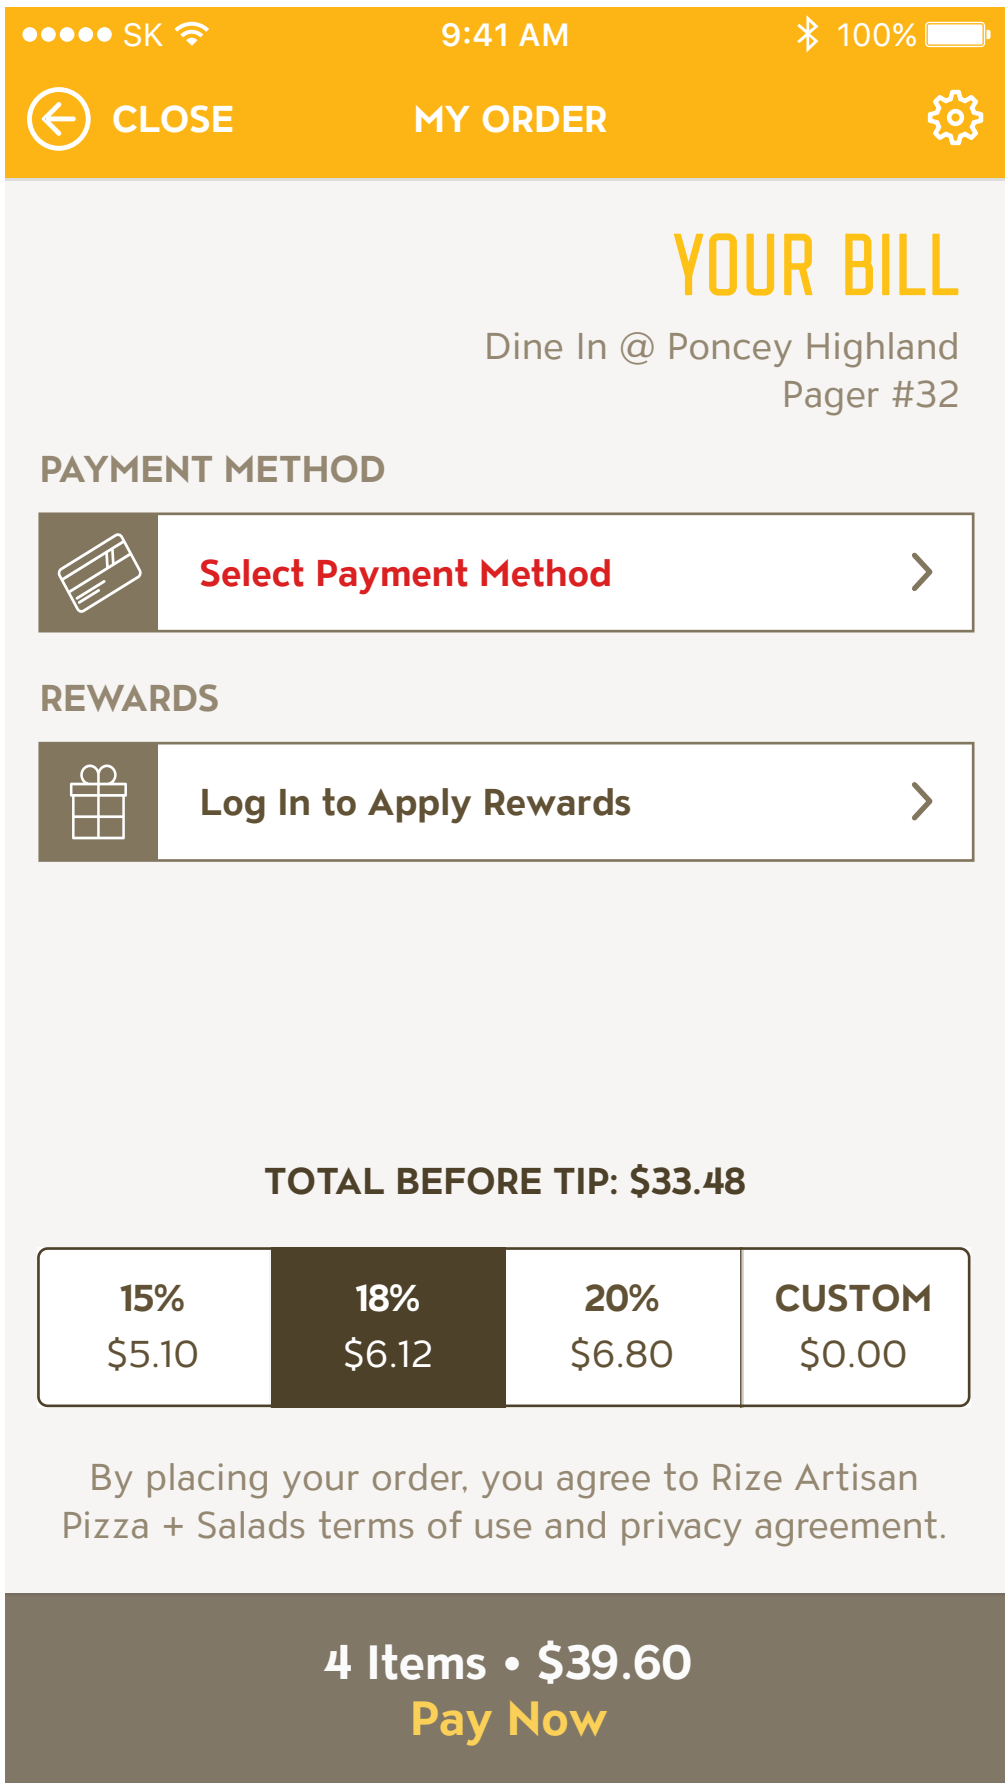 SK 9:41 AM 100%
CLOSE MY ORDER
YOUR BILL
Dine In @ Poncey Highland
Pager #32
PAYMENT METHOD
Select Payment Method
REWARDS
Log In to Apply Rewards
TOTAL BEFORE TIP: $33.48
15% 18% 20% CUSTOM
$5.10 $6.12 $6.80 $0.00
By placing your order, you agree to Rize Artisan
Pizza + Salads terms of use and privacy agreement.
4 Items • $39.60
Pay Now